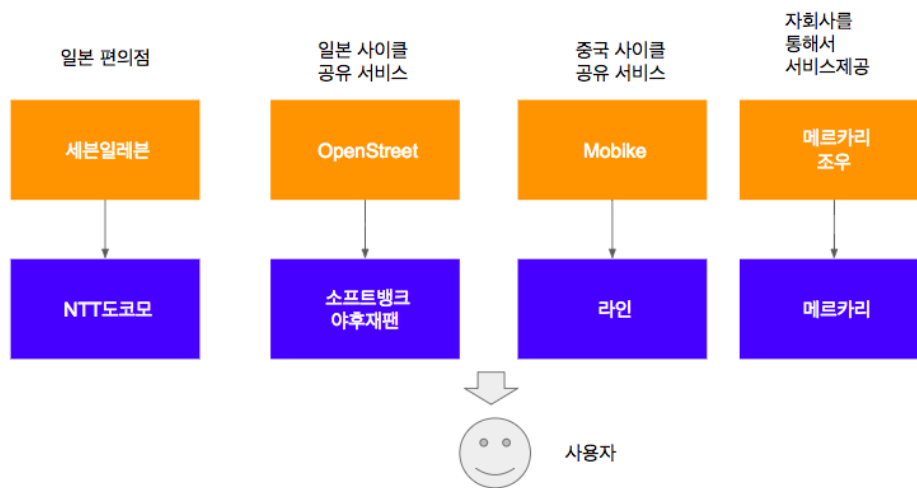 일본 편의점
일본 사이클
공유 서비스
중국 사이클
공유 서비스
자회사를
통해서
서비스제공
세븐일레븐
OpenStreet
Mobike
메르카리
조우
NTT도코모
소프트뱅크
야후재팬
라인
메르카리
사용자